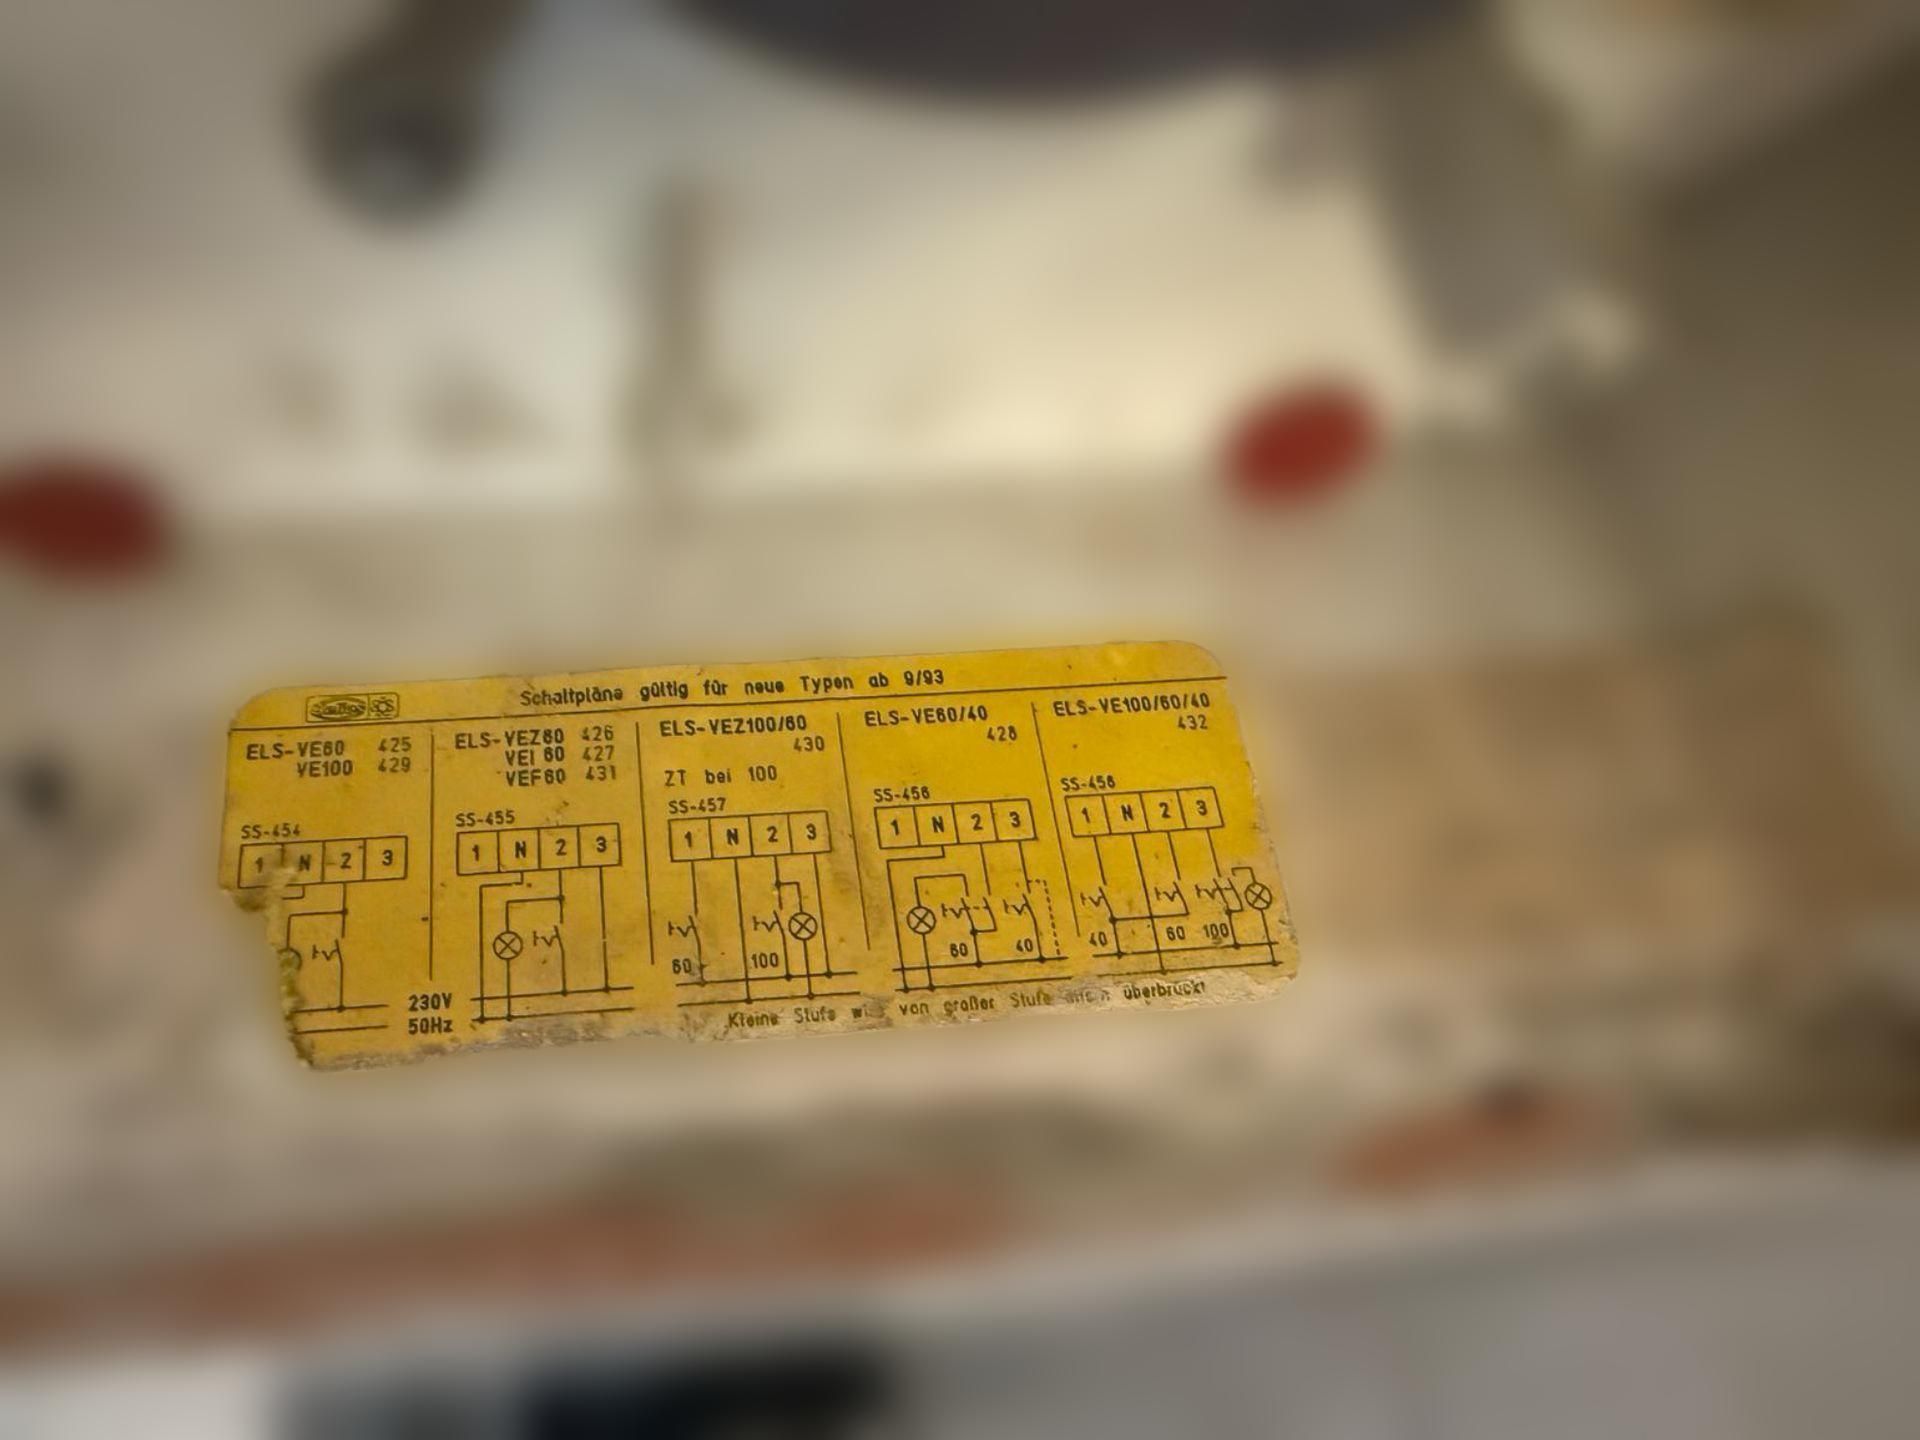 Schaltpläne gültig für neue Typen ab 9/93
ELS-VE60 425
VE100 429
SS-454
1 N 2 3
ELS-VEZ60 426
VEI 60 427
VEF60 431
SS-455
1 N 2 3
230V
50Hz
ELS-VEZ100/60
430
ZT bei 100
SS-457
1 N 2 3
60
100
ELS-VE60/40
428
SS-456
1 N 2 3
60
40
ELS-VE100/60/40
432
SS-458
1 N 2 3
40
60
100
Kleine Stufe von großer Stufe überbrückt